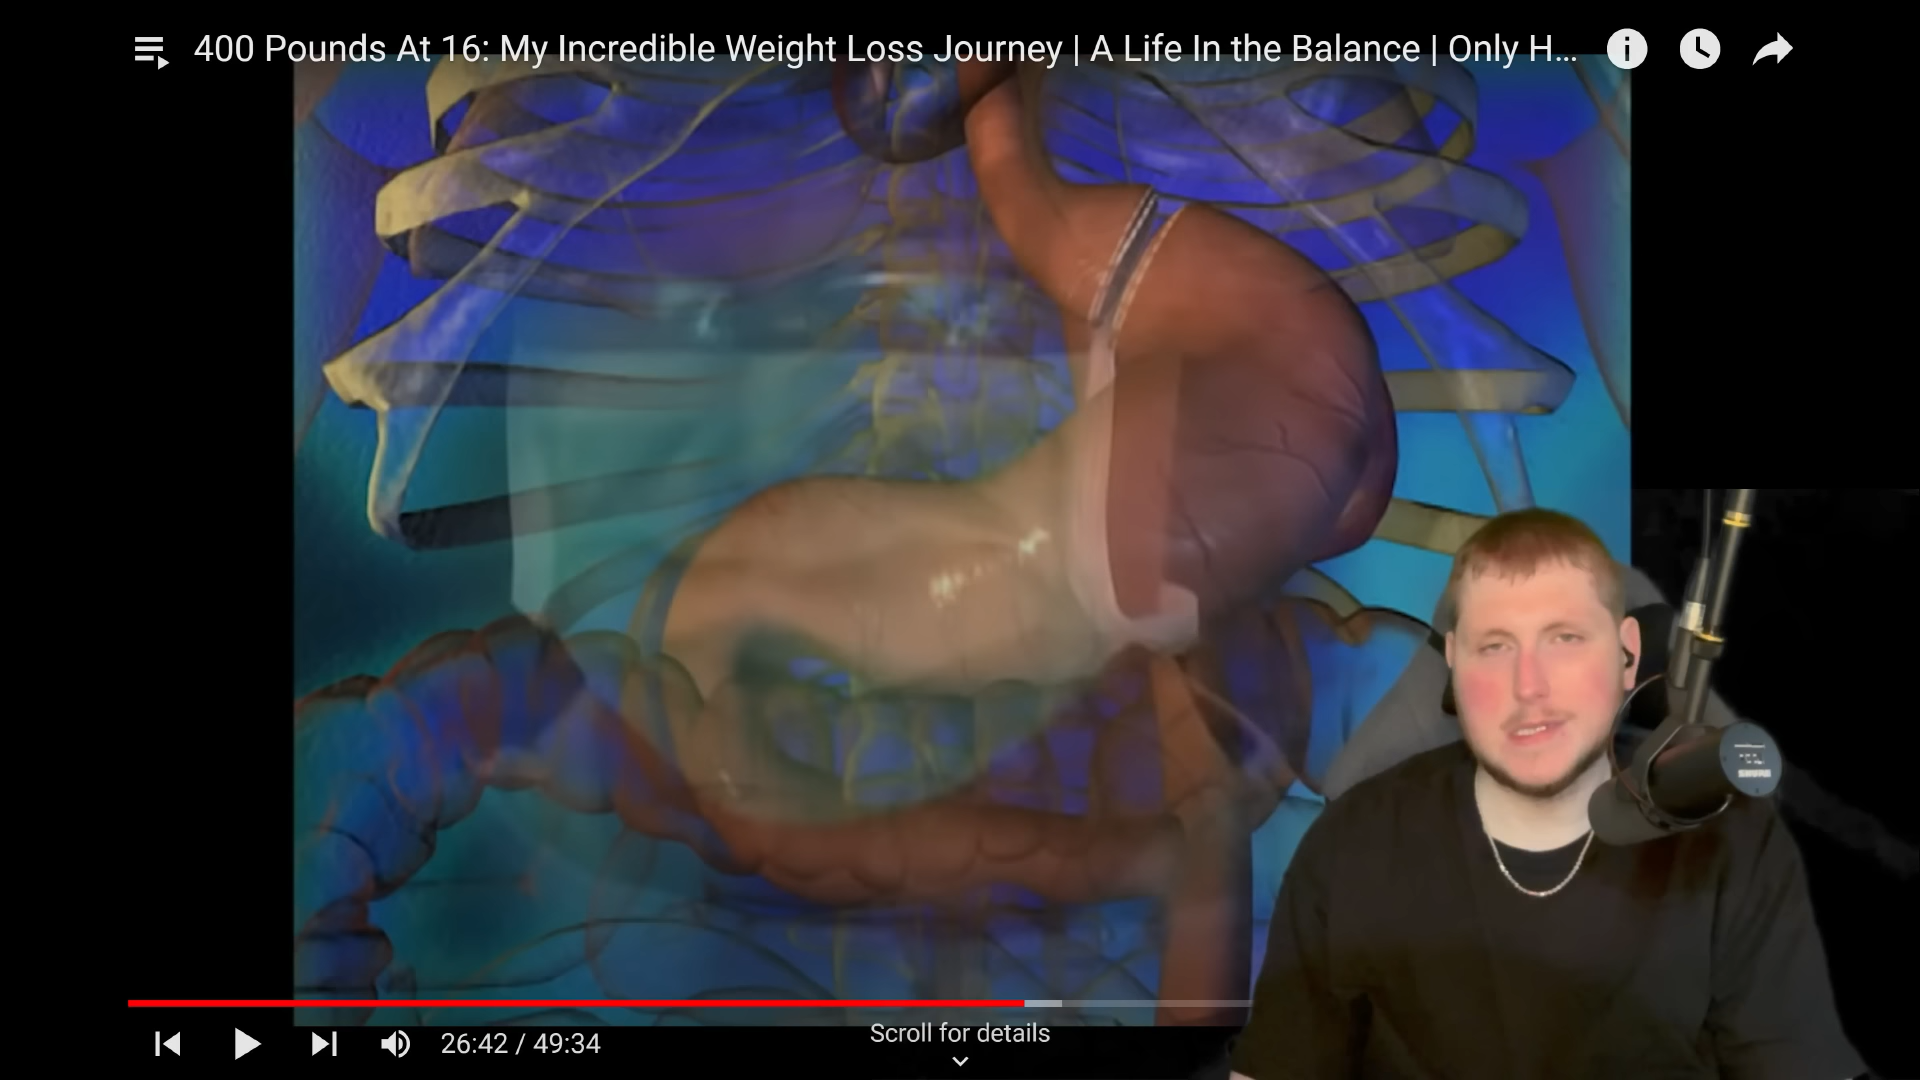 400 Pounds At 16: My Incredible Weight Loss Journey | A Life In the Balance | Only H...
SHURE
26:42 / 49:34
Scroll for details